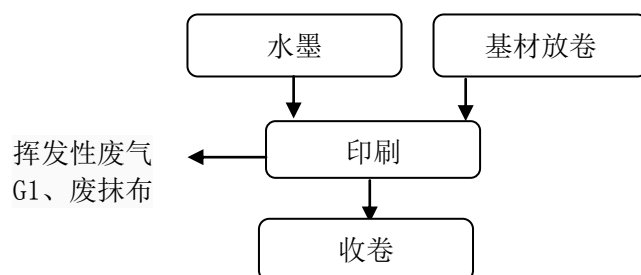 水墨
基材放卷
挥发性废气
G1、废抹布
印刷
收卷